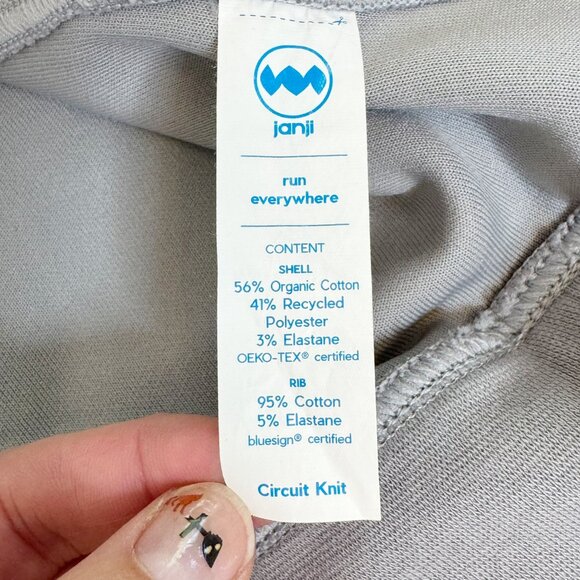 janji
run
everywhere
CONTENT
SHELL
56% Organic Cotton
41% Recycled
Polyester
3% Elastane
OEKO-TEX® certified
RIB
95% Cotton
5% Elastane
bluesign® certified
Circuit Knit